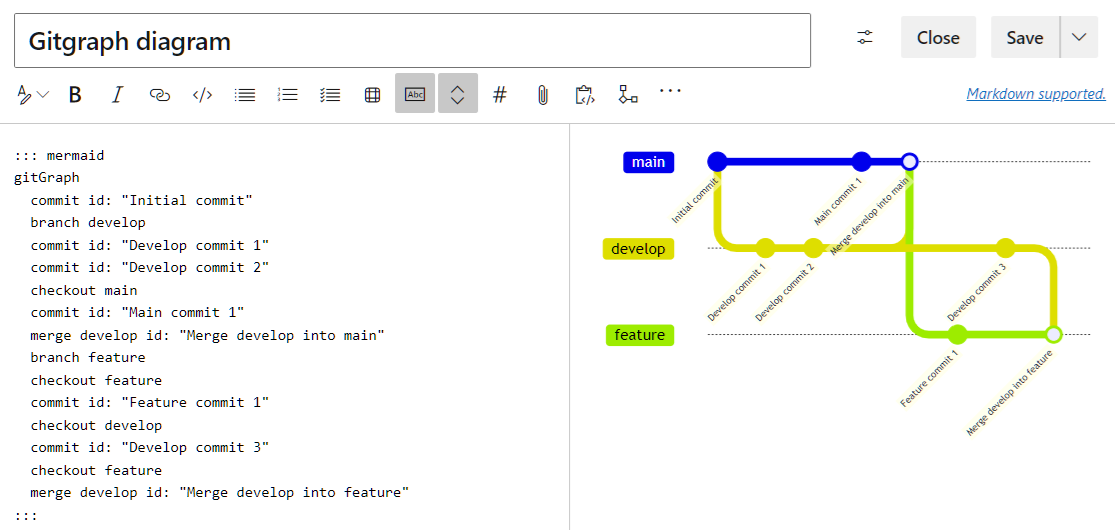 Gitgraph diagram
Close
Save
B
I
</>
Abc
#
...
Markdown supported.
::: mermaid
gitGraph
commit id: "Initial commit"
branch develop
commit id: "Develop commit 1"
commit id: "Develop commit 2"
checkout main
commit id: "Main commit 1"
merge develop id: "Merge develop into main"
branch feature
checkout feature
commit id: "Feature commit 1"
checkout develop
commit id: "Develop commit 3"
checkout feature
merge develop id: "Merge develop into feature"
:::
main
Initial commit
Main commit 1
Merge develop into main
develop
Develop commit 1
Develop commit 2
Develop commit 3
feature
Feature commit 1
Merge develop into feature